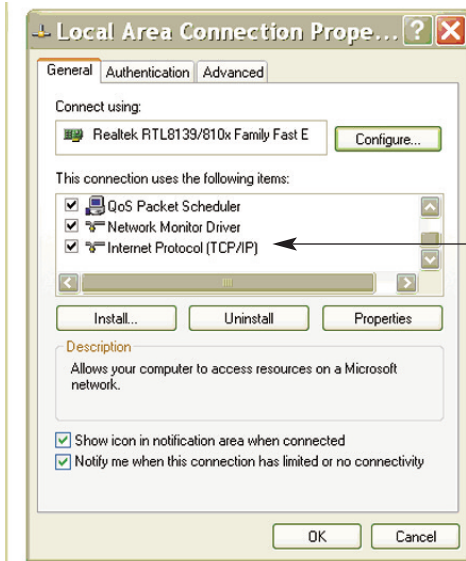 Local Area Connection Prope...
General Authentication Advanced
Connect using:
Realtek RTL8139/810x Family Fast E
Configure...
This connection uses the following items:
QoS Packet Scheduler
Network Monitor Driver
Internet Protocol (TCP/IP)
Install... Uninstall Properties
Description
Allows your computer to access resources on a Microsoft
network.
Show icon in notification area when connected
Notify me when this connection has limited or no connectivity
OK Cancel